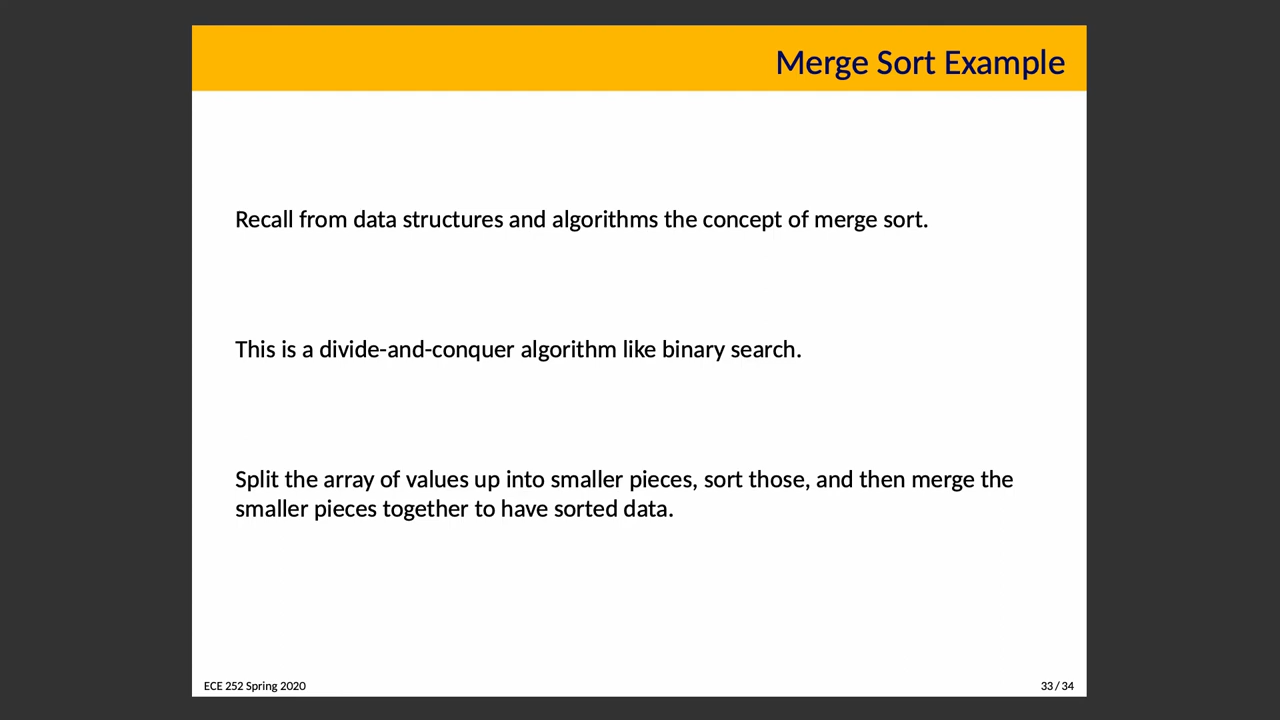 Merge Sort Example
Recall from data structures and algorithms the concept of merge sort.
This is a divide-and-conquer algorithm like binary search.
Split the array of values up into smaller pieces, sort those, and then merge the
smaller pieces together to have sorted data.
ECE 252 Spring 2020
33 / 34